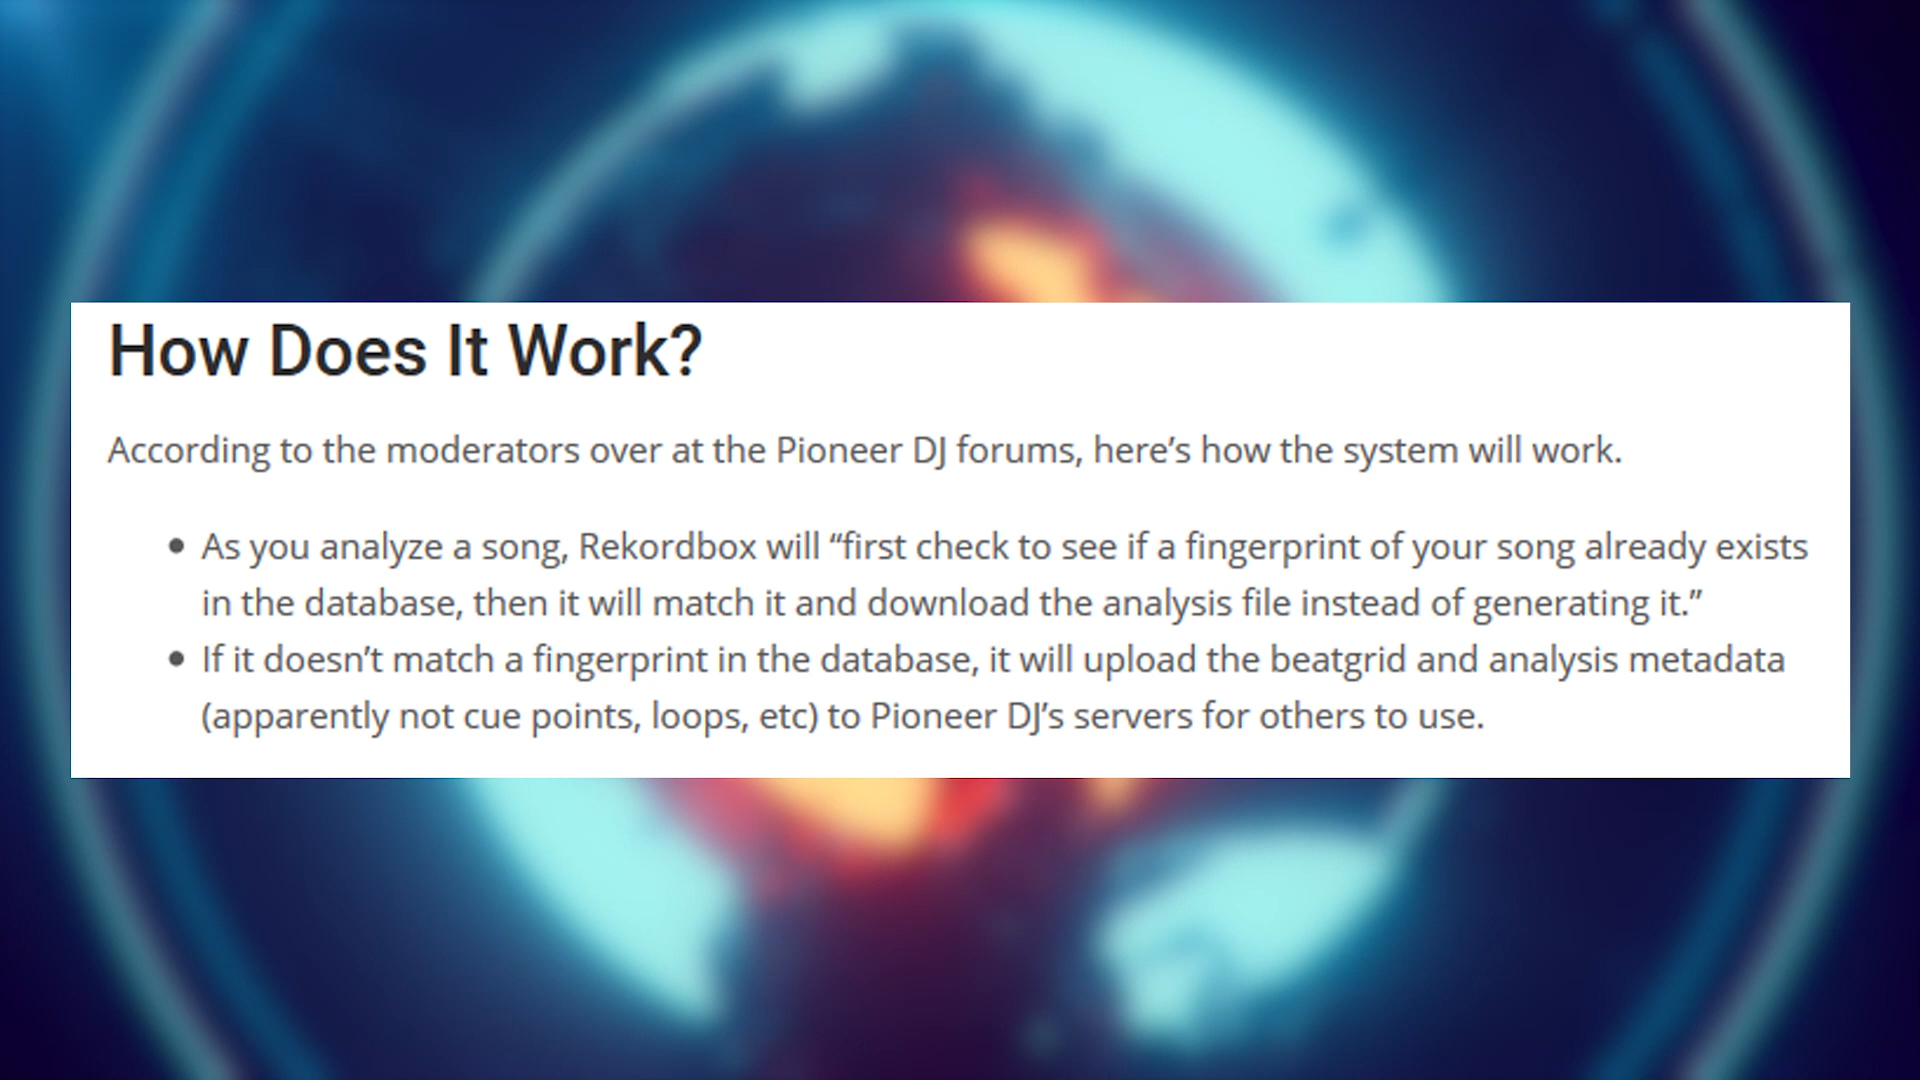 How Does It Work?
According to the moderators over at the Pioneer DJ forums, here’s how the system will work.
• As you analyze a song, Rekordbox will “first check to see if a fingerprint of your song already exists
in the database, then it will match it and download the analysis file instead of generating it.”
• If it doesn’t match a fingerprint in the database, it will upload the beatgrid and analysis metadata
(apparently not cue points, loops, etc) to Pioneer DJ’s servers for others to use.